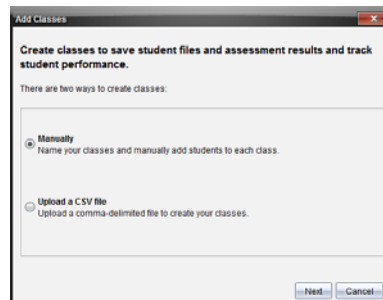 Add Classes
Create classes to save student files and assessment results and track
student performance.
There are two ways to create classes:
Manually
Name your classes and manually add students to each class.
Upload a CSV file
Upload a comma-delimited file to create your classes.
Next Cancel